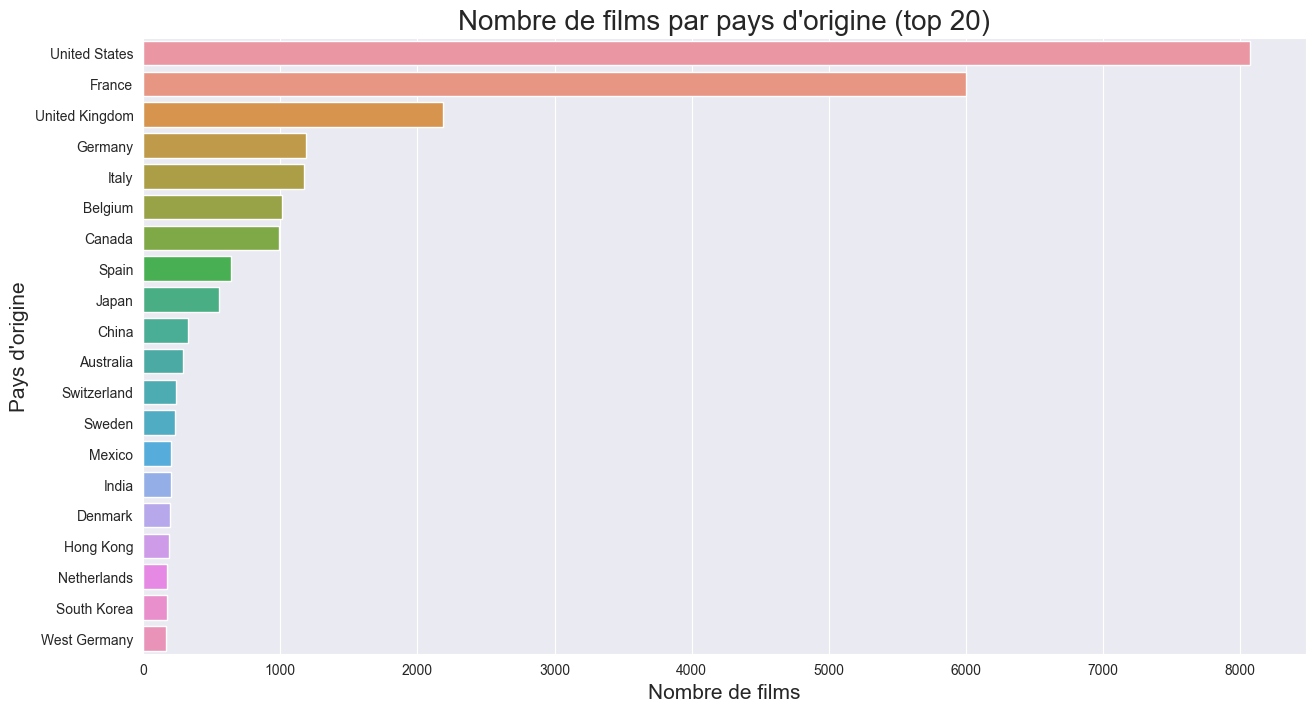 Nombre de films par pays d'origine (top 20)
Pays d'origine
United States
France
United Kingdom
Germany
Italy
Belgium
Canada
Spain
Japan
China
Australia
Switzerland
Sweden
Mexico
India
Denmark
Hong Kong
Netherlands
South Korea
West Germany
0 1000 2000 3000 4000 5000 6000 7000 8000
Nombre de films